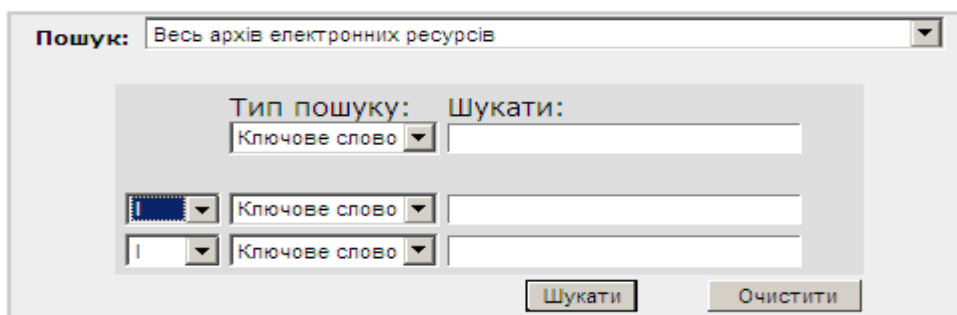 Пошук: Весь архів електронних ресурсів
Тип пошуку: Шукати:
Ключове слово
І Ключове слово
І Ключове слово
Шукати Очистити